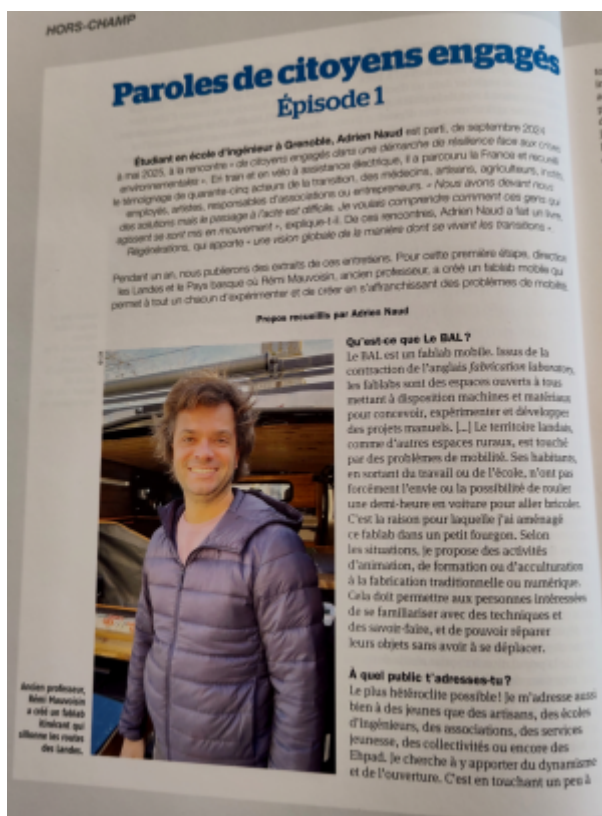 HORS-CHAMP
Paroles de citoyens engagés
Épisode 1
Étudiant en école d'ingénieur à Grenoble, Adrien Naud est parti, de septembre 2024
à mai 2025, à la rencontre « de citoyens engagés dans une démarche de résilience face aux crises
environnementales ». En train et en vélo à assistance électrique, il a parcouru la France et recueilli
le témoignage de quarante-cinq acteurs de la transition, des médecins, artisans, agriculteurs,
employés, artistes, responsables d'associations ou entrepreneurs. « Nous avons devant nous
des solutions mais le passage à l'acte est difficile. Je voulais comprendre comment ces gens qui
agissent se sont mis en mouvement », explique-t-il. De ces rencontres, Adrien Naud a fait un livre,
Régénérations, qui apporte « une vision globale de la manière dont se vivent les transitions ».
Pendant un an, nous publierons des extraits de ces entretiens. Pour cette première étape, direction
les Landes et le Pays basque où Rémi Mauvoisin, ancien professeur, a créé un fablab mobile qui
permet à tout un chacun d'expérimenter et de créer en s'affranchissant des problèmes de mobilité.
Propos recueillis par Adrien Naud
Qu'est-ce que Le BAL ?
Le BAL est un fablab mobile. Issus de la
contraction de l'anglais fabrication laboratory,
les fablabs sont des espaces ouverts à tous
mettant à disposition machines et matériaux
pour concevoir, expérimenter et développer
des projets manuels. [...] Le territoire landais,
comme d'autres espaces ruraux, est touché
par des problèmes de mobilité. Ses habitants,
en sortant du travail ou de l'école, n'ont pas
forcément l'envie ou la possibilité de rouler
une demi-heure en voiture pour aller bricoler.
C'est la raison pour laquelle j'ai aménagé
ce fablab dans un petit fourgon. Selon
les situations, je propose des activités
d'animation, de formation ou d'acculturation
à la fabrication traditionnelle ou numérique.
Cela doit permettre aux personnes intéressées
de se familiariser avec des techniques et
des savoir-faire, et de pouvoir réparer
leurs objets sans avoir à se déplacer.
À quel public t'adresses-tu ?
Le plus hétéroclite possible ! Je m'adresse aussi
bien à des jeunes que des artisans, des écoles
d'ingénieurs, des associations, des services
jeunesse, des collectivités ou encore des
Ehpad. Je cherche à y apporter du dynamisme
et de l'ouverture. C'est en touchant un peu à
Ancien professeur,
Rémi Mauvoisin
a créé un fablab
itinérant qui
sillonne les routes
des Landes.